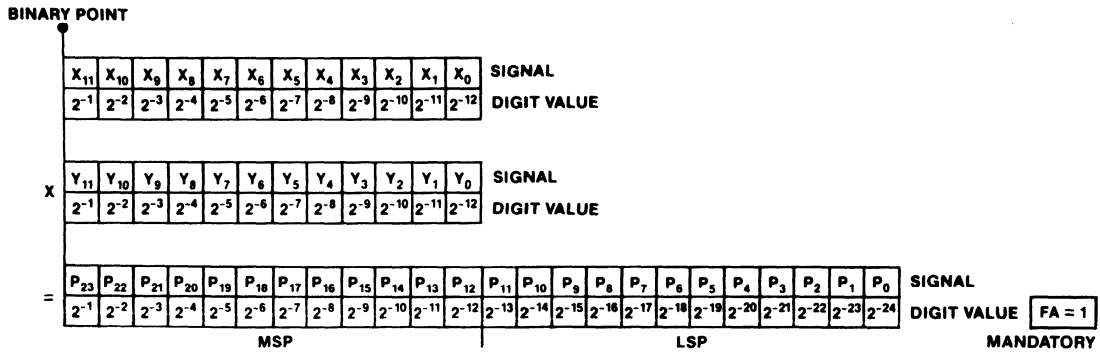 BINARY POINT
X₁₁ X₁₀ X₉ X₈ X₇ X₆ X₅ X₄ X₃ X₂ X₁ X₀ SIGNAL
2⁻¹ 2⁻² 2⁻³ 2⁻⁴ 2⁻⁵ 2⁻⁶ 2⁻⁷ 2⁻⁸ 2⁻⁹ 2⁻¹⁰ 2⁻¹¹ 2⁻¹² DIGIT VALUE
X Y₁₁ Y₁₀ Y₉ Y₈ Y₇ Y₆ Y₅ Y₄ Y₃ Y₂ Y₁ Y₀ SIGNAL
2⁻¹ 2⁻² 2⁻³ 2⁻⁴ 2⁻⁵ 2⁻⁶ 2⁻⁷ 2⁻⁸ 2⁻⁹ 2⁻¹⁰ 2⁻¹¹ 2⁻¹² DIGIT VALUE
= P₂₃ P₂₂ P₂₁ P₂₀ P₁₉ P₁₈ P₁₇ P₁₆ P₁₅ P₁₄ P₁₃ P₁₂ P₁₁ P₁₀ P₉ P₈ P₇ P₆ P₅ P₄ P₃ P₂ P₁ P₀ SIGNAL
2⁻¹ 2⁻² 2⁻³ 2⁻⁴ 2⁻⁵ 2⁻⁶ 2⁻⁷ 2⁻⁸ 2⁻⁹ 2⁻¹⁰ 2⁻¹¹ 2⁻¹² 2⁻¹³ 2⁻¹⁴ 2⁻¹⁵ 2⁻¹⁶ 2⁻¹⁷ 2⁻¹⁸ 2⁻¹⁹ 2⁻²⁰ 2⁻²¹ 2⁻²² 2⁻²³ 2⁻²⁴ DIGIT VALUE FA = 1
MSP LSP MANDATORY